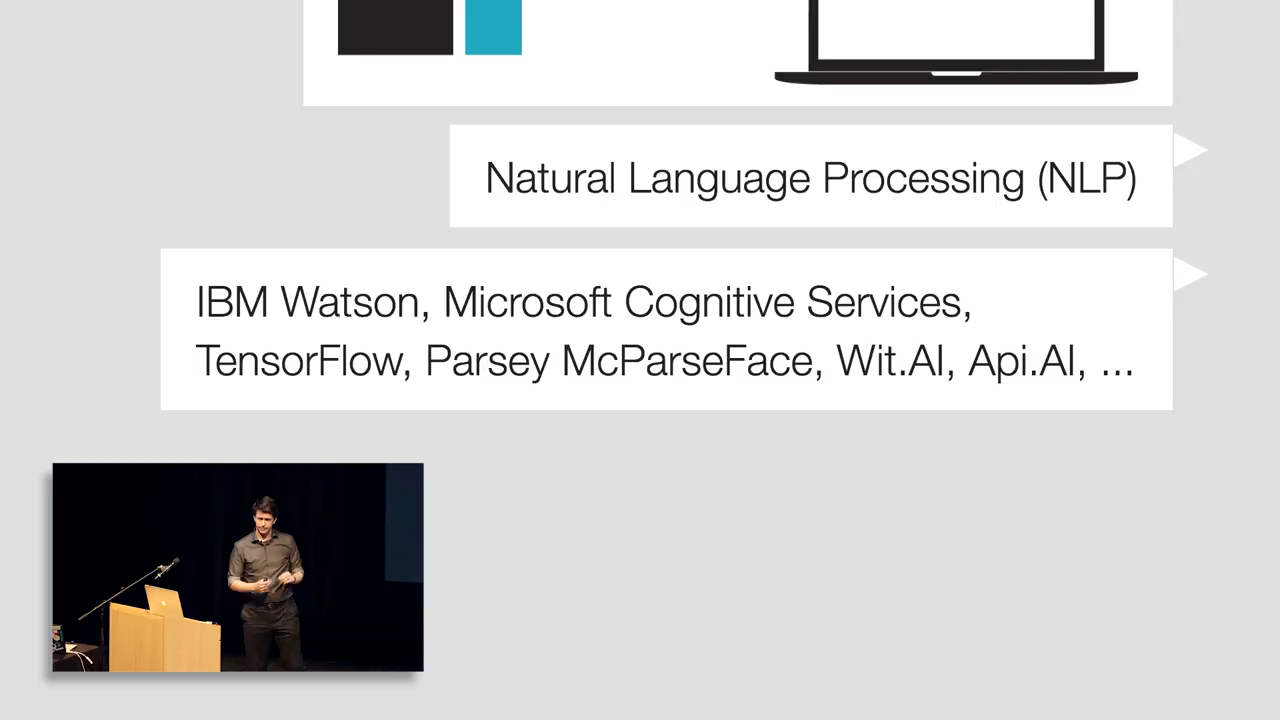 Natural Language Processing (NLP)
IBM Watson, Microsoft Cognitive Services,
TensorFlow, Parsey McParseFace, Wit.AI, Api.AI, ...